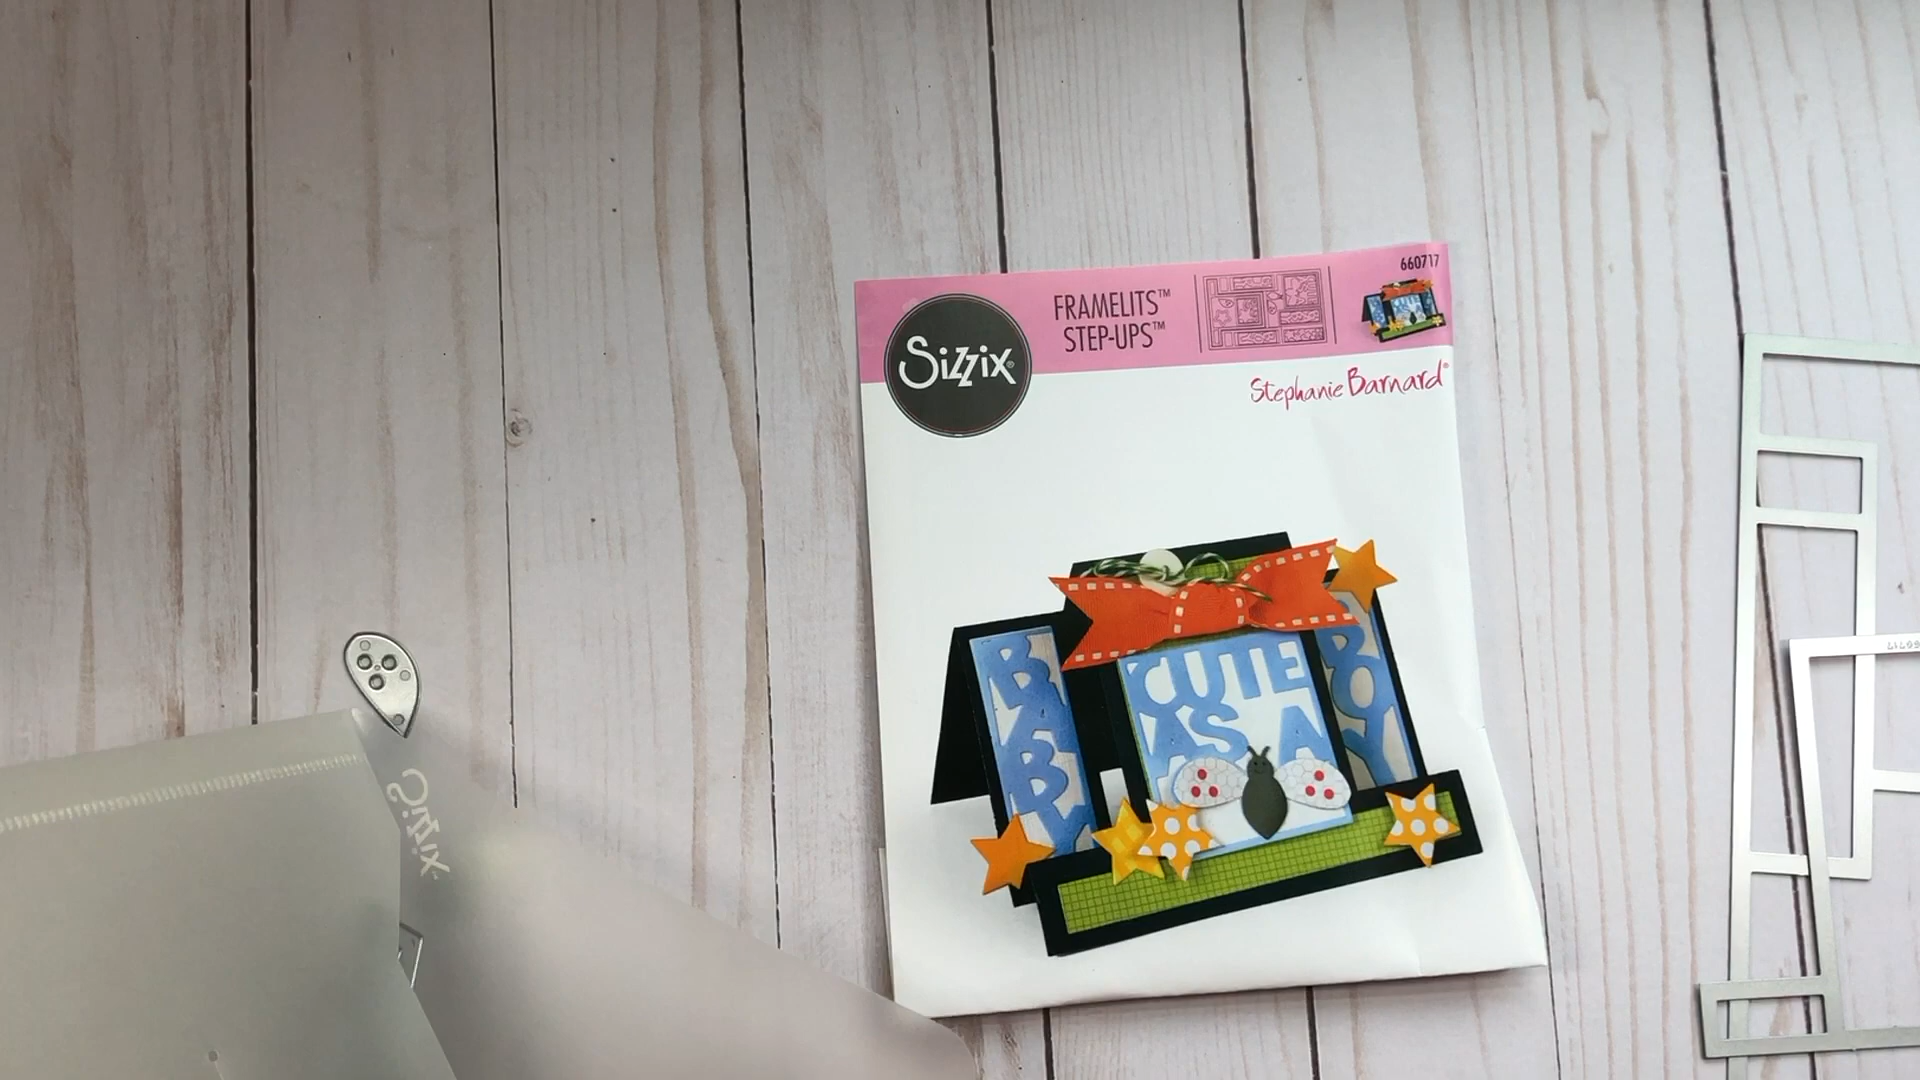 660717
FRAMELITS™
STEP-UPS™
Sizzix®
Stephanie Barnard®
BABY
BOY
CUTE
AS A
Sizzix